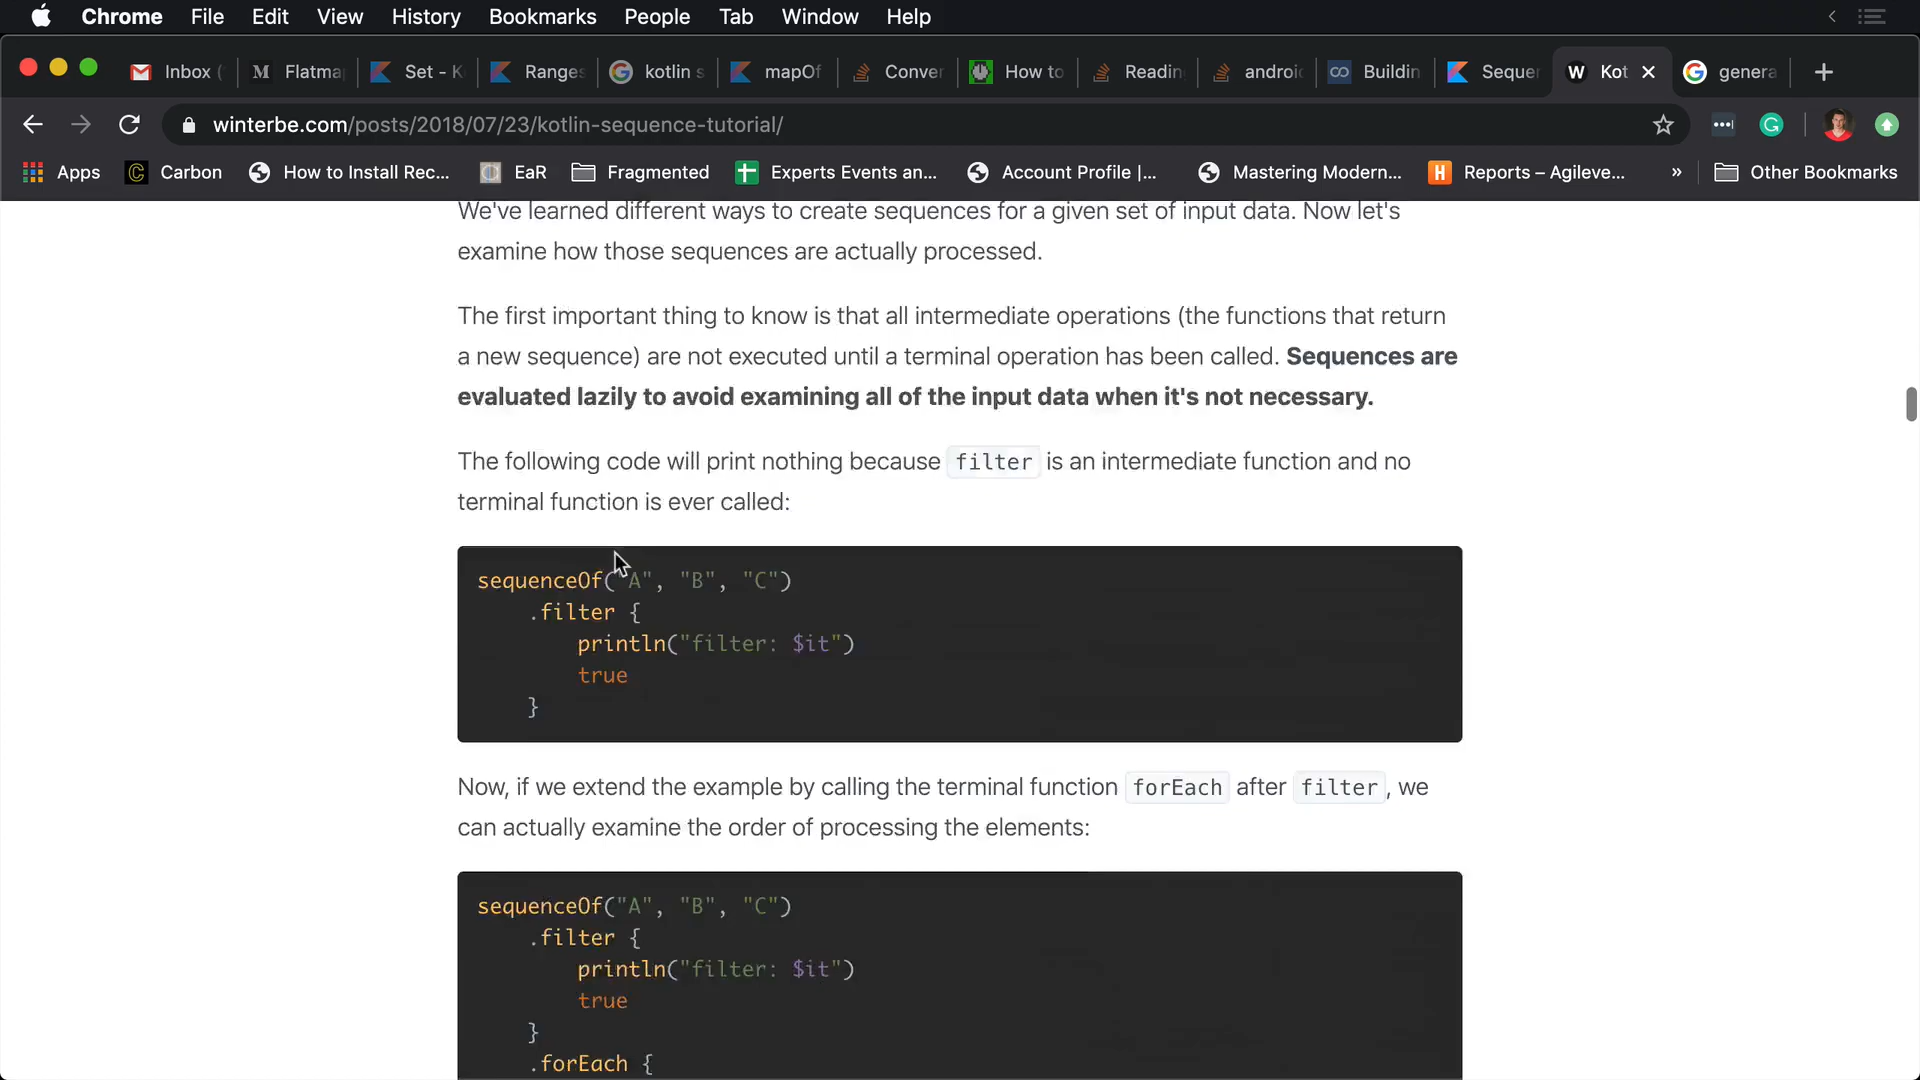 Chrome File Edit View History Bookmarks People Tab Window Help
Inbox ( Flatma Set - K Ranges kotlin s mapOf Conver How to Readin androi Buildin Sequen Kot genera
winterbe.com/posts/2018/07/23/kotlin-sequence-tutorial/
Apps Carbon How to Install Rec... EaR Fragmented Experts Events an... Account Profile |... Mastering Modern... Reports – Agileve... » Other Bookmarks
We've learned different ways to create sequences for a given set of input data. Now let's
examine how those sequences are actually processed.
The first important thing to know is that all intermediate operations (the functions that return
a new sequence) are not executed until a terminal operation has been called. Sequences are
evaluated lazily to avoid examining all of the input data when it's not necessary.
The following code will print nothing because filter is an intermediate function and no
terminal function is ever called:
sequenceOf("A", "B", "C")
.filter {
println("filter: $it")
true
}
Now, if we extend the example by calling the terminal function forEach after filter, we
can actually examine the order of processing the elements:
sequenceOf("A", "B", "C")
.filter {
println("filter: $it")
true
}
.forEach {